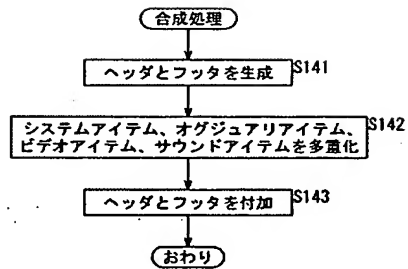 合成処理
ヘッダとフッタを生成
S141
システムアイテム、オグジュアリアイテム、
S142
ビデオアイテム、サウンドアイテムを多重化
ヘッダとフッタを付加
S143
おわり